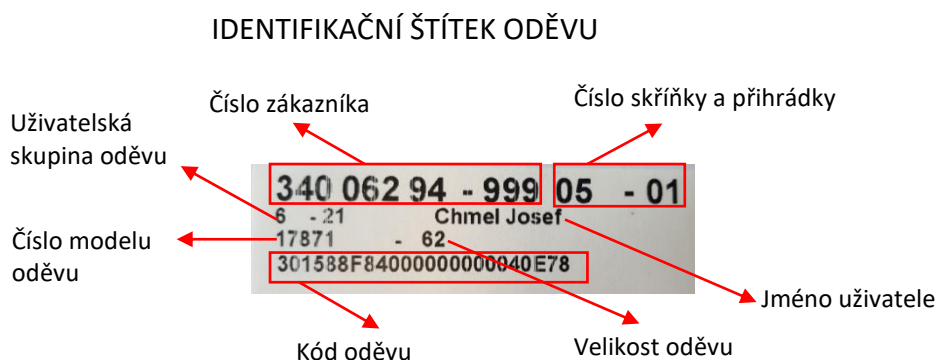 IDENTIFIKAČNÍ ŠTÍTEK ODĚVU
Číslo zákazníka
Číslo skříňky a přihrádky
Uživatelská
skupina oděvu
340 062 94 - 999 05 - 01
6 - 21 Chmel Josef
Číslo modelu
oděvu
17871 - 62
301588F84000000000040E78
Jméno uživatele
Kód oděvu
Velikost oděvu